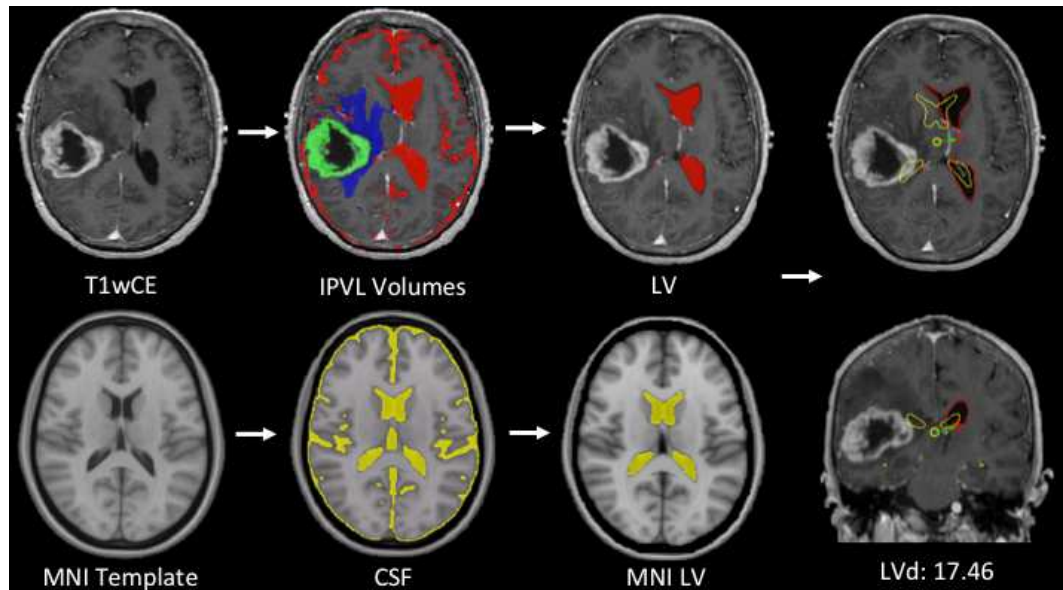 T1wCE
IPVL Volumes
LV
MNI Template
CSF
MNI LV
LVd: 17.46